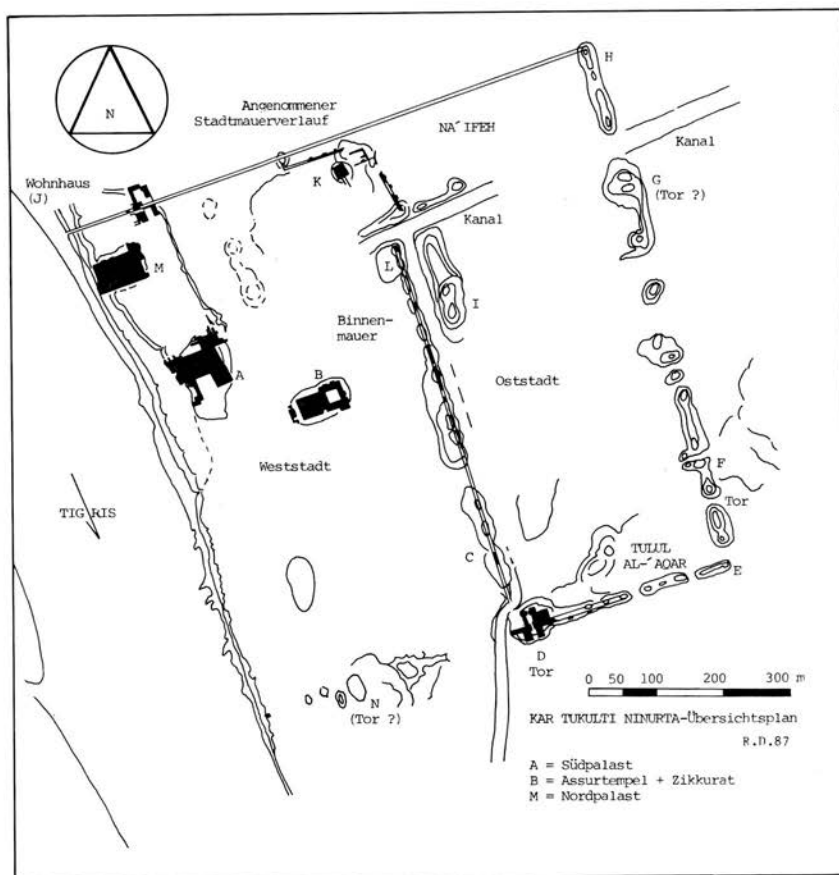 N
Angenommener
Stadtmauerverlauf
NA´IFEH
H
Kanal
G
(Tor ?)
Wohnhaus
(J)
K
Kanal
M
L
I
Binnen-
mauer
A
B
Oststadt
Weststadt
F
Tor
TIGRIS
C
TULUL
AL-´AQAR
E
D
Tor
N
(Tor ?)
0 50 100 200 300 m
KAR TUKULTI NINURTA-Übersichtsplan
R.D.87
A = Südpalast
B = Assurtempel + Zikkurat
M = Nordpalast